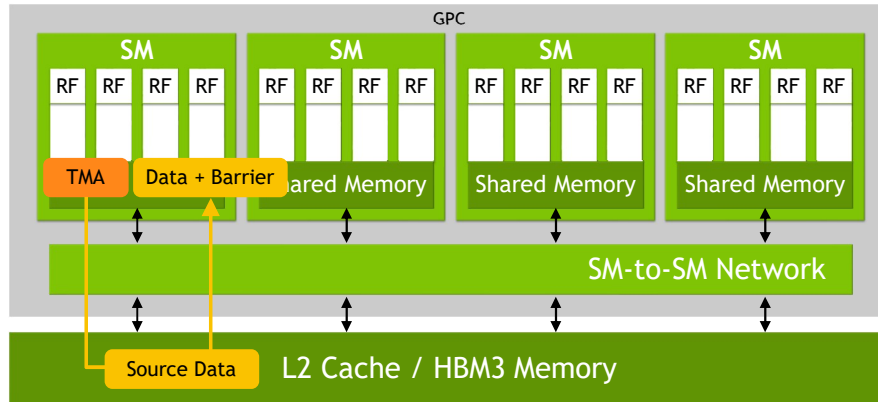 GPC
SM SM SM SM
RF RF RF RF RF RF RF RF RF RF RF RF RF RF RF RF
TMA Data + Barrier hared Memory Shared Memory Shared Memory
SM-to-SM Network
Source Data L2 Cache / HBM3 Memory